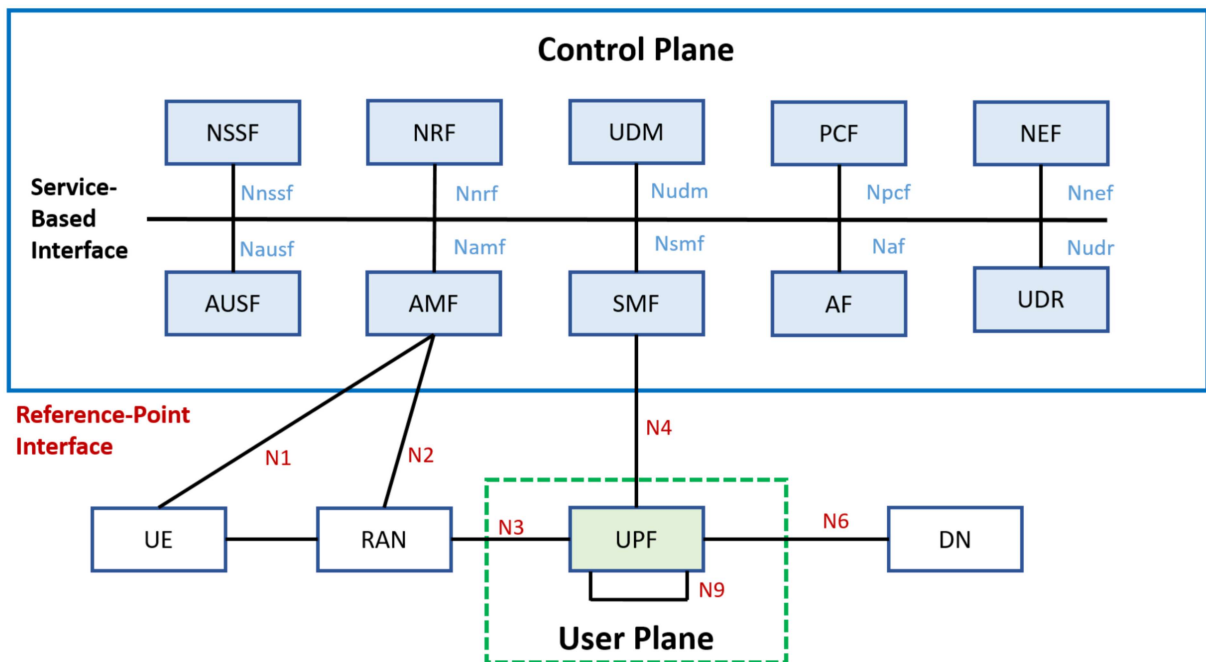 Control Plane
NSSF
NRF
UDM
PCF
NEF
Service-
Based
Interface
Nnssf
Nnrf
Nudm
Npcf
Nnef
Nausf
Namf
Nsmf
Naf
Nudr
AUSF
AMF
SMF
AF
UDR
Reference-Point
Interface
N1
N2
N4
UE
RAN
N3
UPF
N6
DN
N9
User Plane